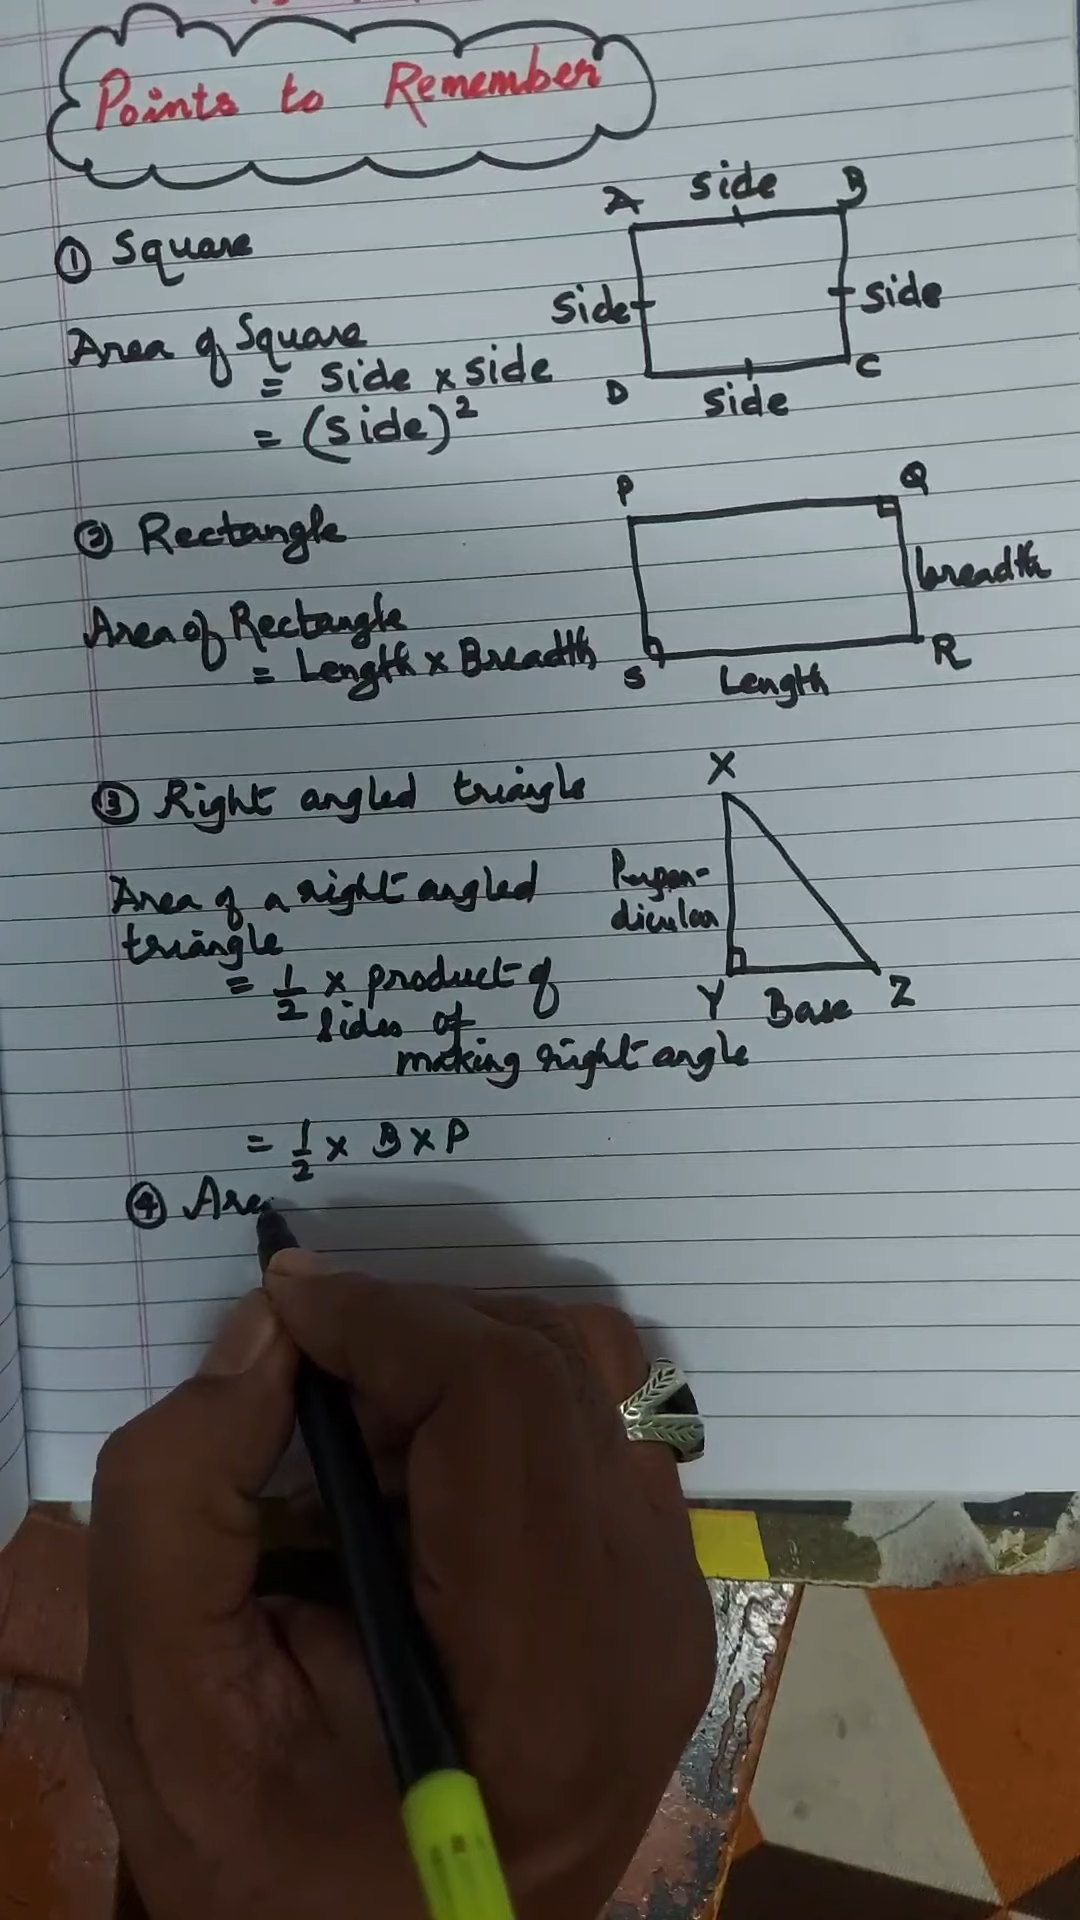 Points to Remember
① Square
A side B
side
side
D side C
Area of Square
= side × side
= (side)²
② Rectangle
P Q
breadth
S Length R
Area of Rectangle
= Length × Breadth
③ Right angled triangle
X
Perpen-
dicular
Y Base Z
Area of a right angled
triangle
= 1/2 × product of
sides of
making right angle
= 1/2 × B × P
④ Are